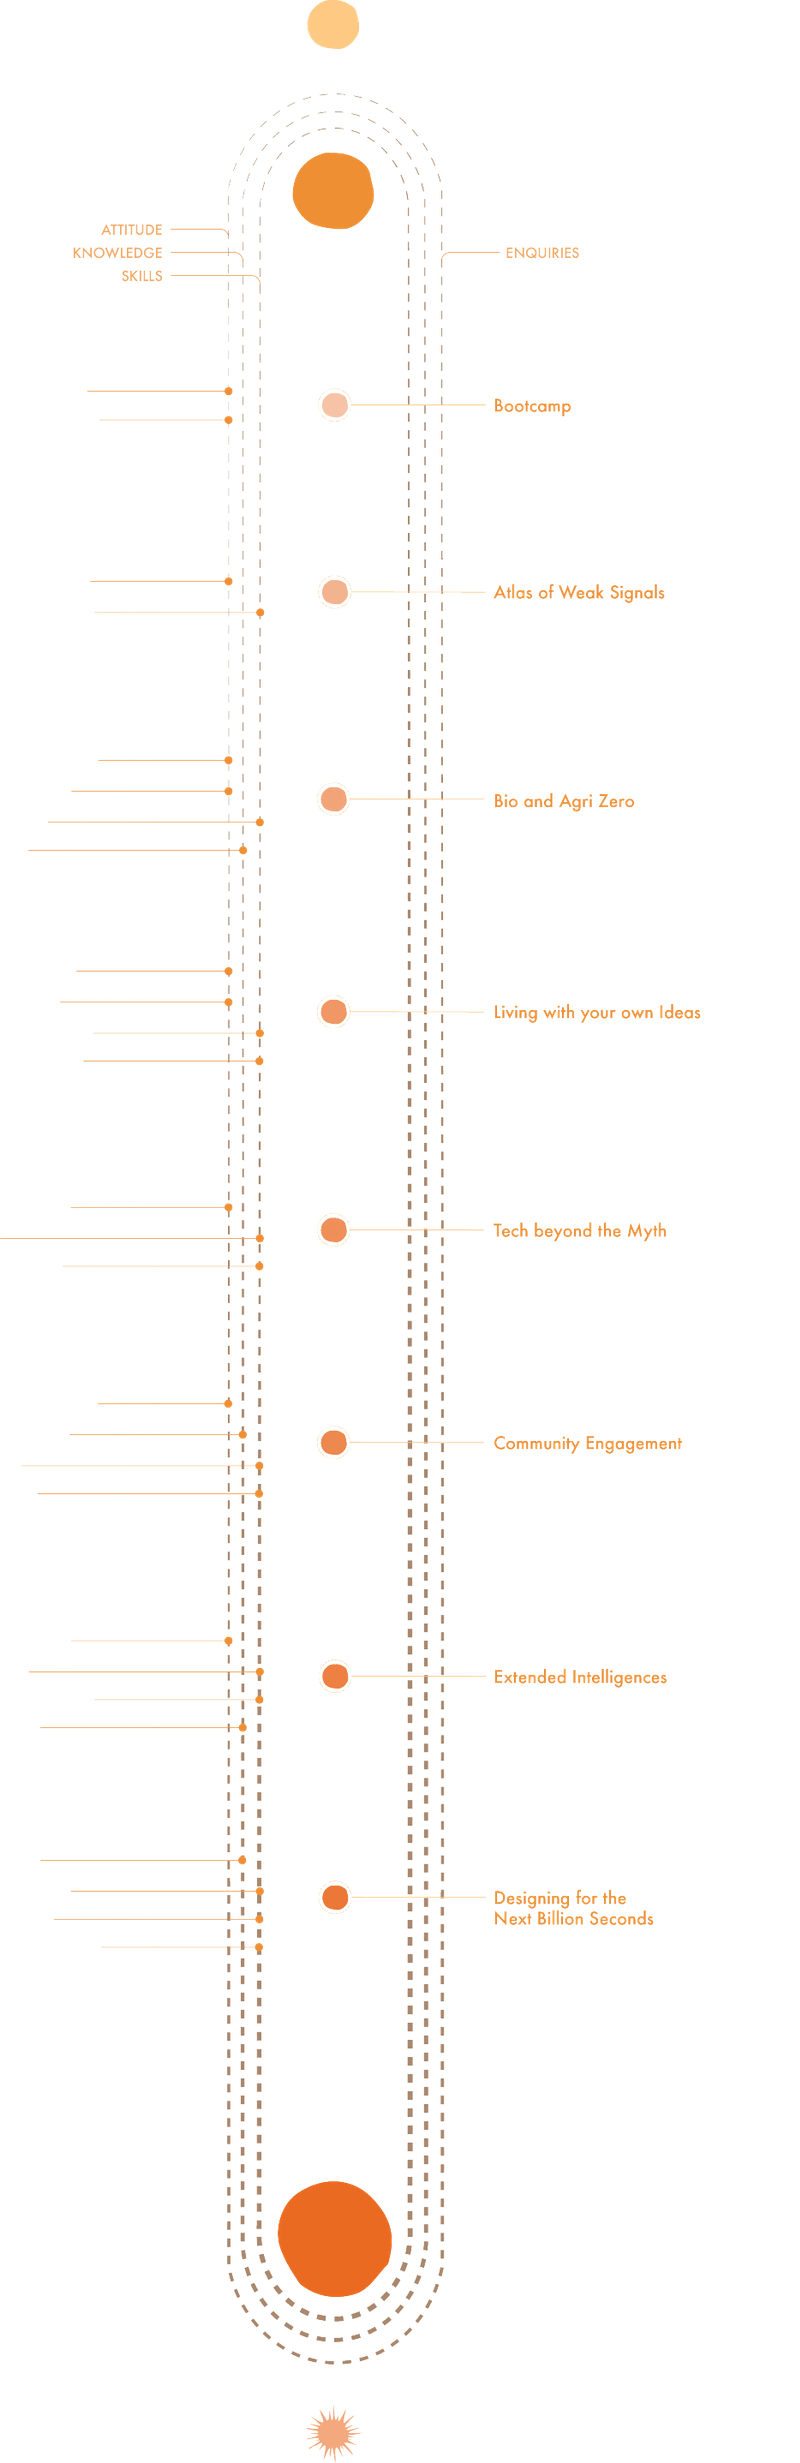 ATTITUDE
KNOWLEDGE
ENQUIRIES
SKILLS
Bootcamp
Atlas of Weak Signals
Bio and Agri Zero
Living with your own Ideas
Tech beyond the Myth
Community Engagement
Extended Intelligences
Designing for the
Next Billion Seconds